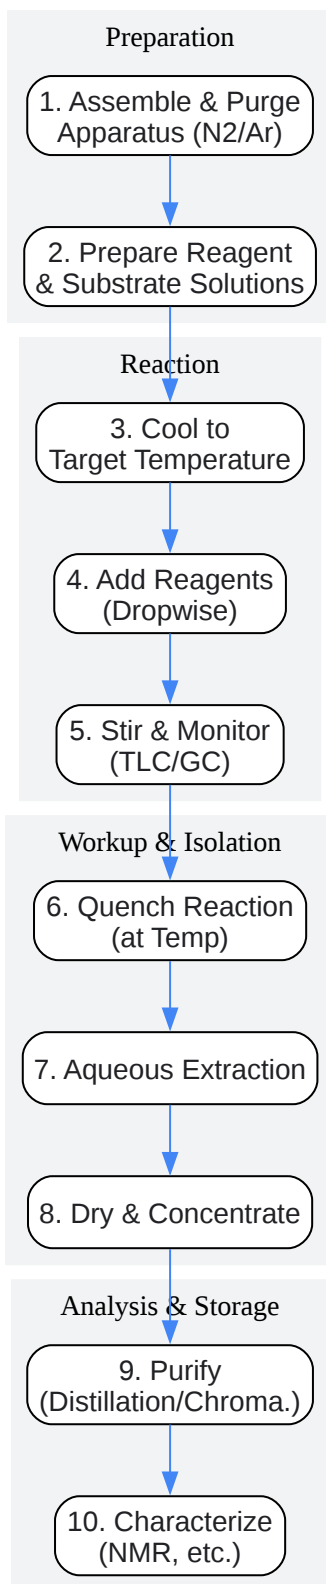 Preparation
1. Assemble & Purge
Apparatus (N2/Ar)
2. Prepare Reagent
& Substrate Solutions
Reaction
3. Cool to
Target Temperature
4. Add Reagents
(Dropwise)
5. Stir & Monitor
(TLC/GC)
Workup & Isolation
6. Quench Reaction
(at Temp)
7. Aqueous Extraction
8. Dry & Concentrate
Analysis & Storage
9. Purify
(Distillation/Chroma.)
10. Characterize
(NMR, etc.)